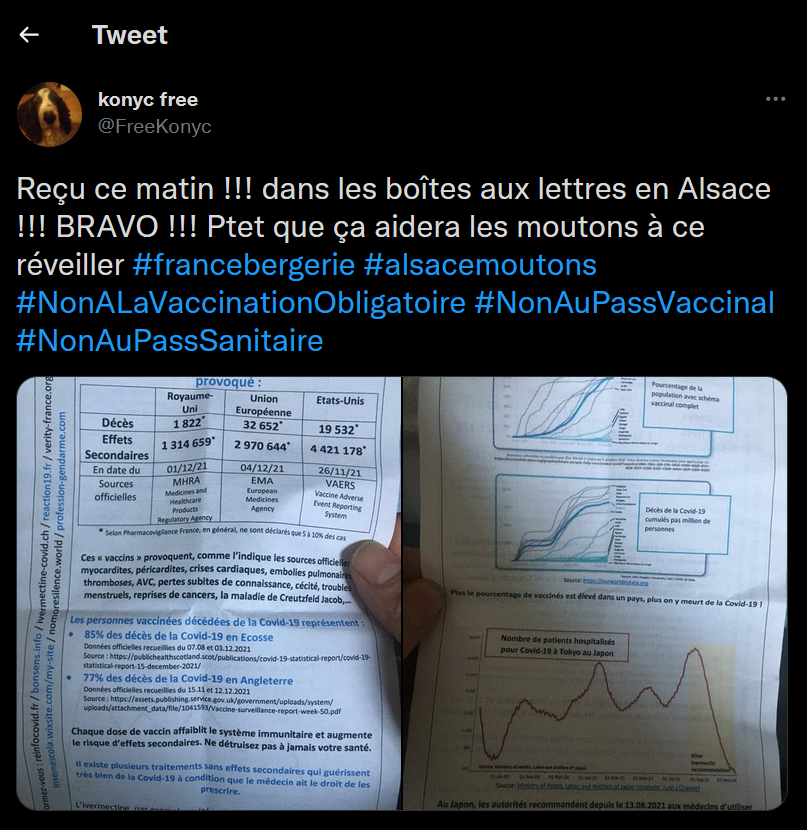 Tweet
konyc free
@FreeKonyc
Reçu ce matin !!! dans les boîtes aux lettres en Alsace
!!! BRAVO !!! Ptet que ça aidera les moutons à ce
réveiller #francebergerie #alsacemoutons
#NonALaVaccinationObligatoire #NonAuPassVaccinal
#NonAuPassSanitaire
provoqué :
Royaume-Uni Union Européenne Etats-Unis
Décès 1 822* 32 652* 19 532*
Effets Secondaires 1 314 659* 2 970 644* 4 421 178*
En date du 01/12/21 04/12/21 26/11/21
Sources officielles
MHRA Medicines and Healthcare Products Regulatory Agency
EMA European Medicines Agency
VAERS Vaccine Adverse Event Reporting System
* Selon Pharmacovigilance France, en général, ne sont déclarés que 5 à 10% des cas
Ces « vaccins » provoquent, comme l'indique les sources officielle
myocardites, péricardites, crises cardiaques, embolies pulmonaire
thromboses, AVC, pertes subites de connaissance, cécité, troubles
menstruels, reprises de cancers, la maladie de Creutzfeld Jacob,...
Les personnes vaccinées décédées de la Covid-19 représentent :
• 85% des décès de la Covid-19 en Ecosse
Données officielles recueillies du 07.08 et 03.12.2021
Source : https://publichealthscotland.scot/publications/covid-19-statistical-report/covid-19-
statistical-report-15-december-2021/
• 77% des décès de la Covid-19 en Angleterre
Données officielles recueillies du 15.11 et 12.12.2021
Source : https://assets.publishing.service.gov.uk/government/uploads/system/
uploads/attachment_data/file/1041593/Vaccine-surveillance-report-week-50.pdf
Chaque dose de vaccin affaiblit le système immunitaire et augmente
le risque d'effets secondaires. Ne détruisez pas à jamais votre santé.
Il existe plusieurs traitements sans effets secondaires qui guérissent
très bien de la Covid-19 à condition que le médecin ait le droit de les
prescrire.
L'ivermectine
ormez-vous : reinfocovid.fr / bonsens.info / ivermectine-covid.ch / reaction19.fr / verity-france.org
insemescola.wixsite.com/my-site / nomoresilence.world / profession-gendarme.com
Pourcentage de la
population avec schéma
vaccinal complet
Décès de la Covid-19
cumulés pas million de
personnes
Source: https://ourworldindata.org
Plus le pourcentage de vaccinés est élevé dans un pays, plus on y meurt de la Covid-19 !
Nombre de patients hospitalisés
pour Covid-19 à Tokyo au Japon
After
ivermectin
recommendation
Source: Ministry of Health, Labor and Welfare of Japan
Au Japon, les autorités recommandent depuis le 13.08.2021 aux médecins d'utiliser